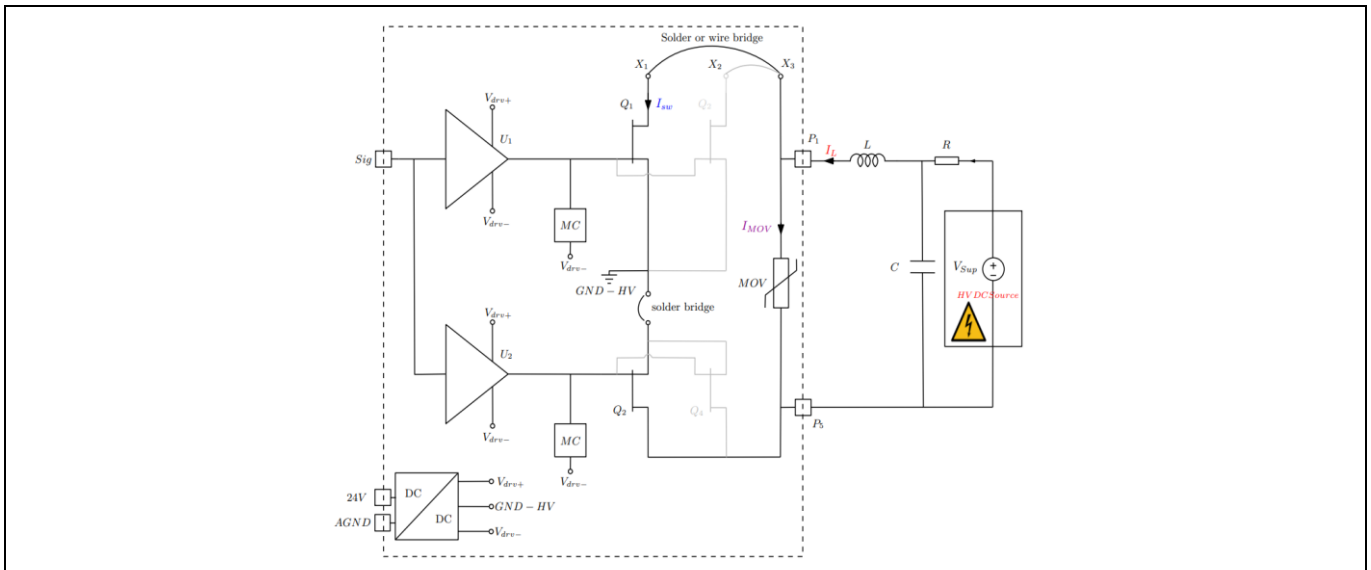 Solder or wire bridge
X1 X2 X3
Vdrv+ Q1 Isw Q3
U1 P1 IL L R
Sig
Vdrv−
MC IMOV
Vdrv− C VSup
GND − HV MOV HV DC Source
solder bridge
Vdrv+
U2
Q2 Q4 P5
Vdrv− MC
Vdrv−
24V DC Vdrv+
GND − HV
AGND DC
Vdrv−